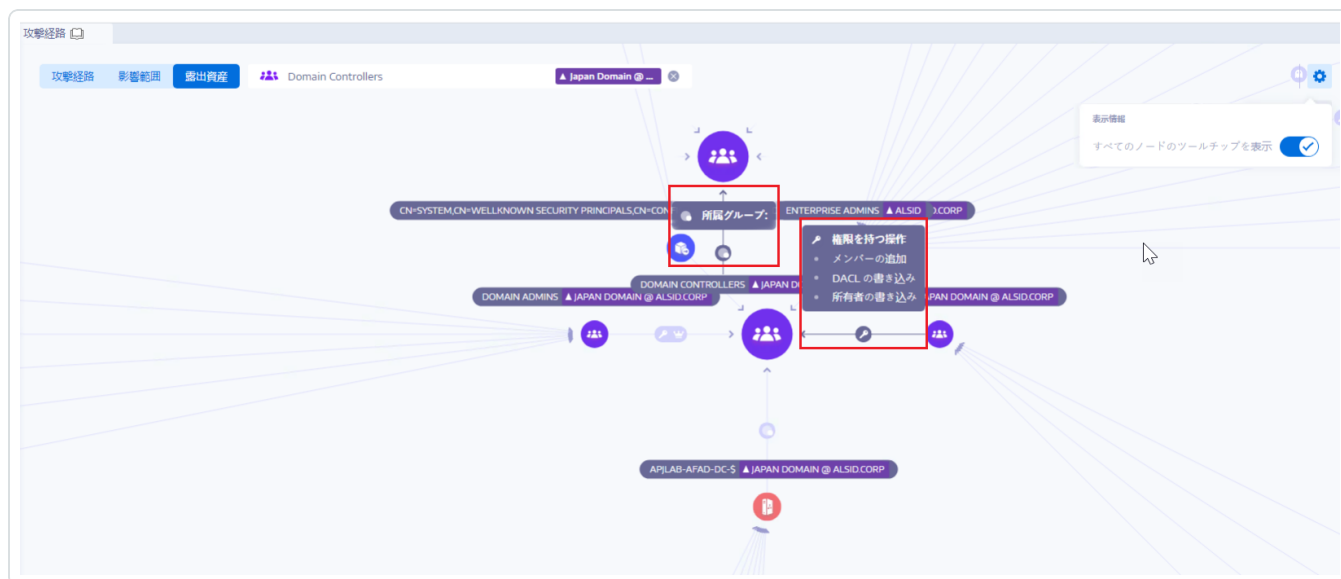 攻撃経路
攻撃経路 影響範囲 露出資産 Domain Controllers Japan Domain @ ...
表示情報
すべてのノードのツールチップを表示
CN=SYSTEM,CN=WELLKNOWN SECURITY PRINCIPALS,CN=CON
所属グループ:
ENTERPRISE ADMINS ALSID D.CORP
権限を持つ操作
メンバーの追加
DACL の書き込み
所有者の書き込み
DOMAIN CONTROLLERS JAPAN D
DOMAIN ADMINS JAPAN DOMAIN @ ALSID.CORP
PAN DOMAIN @ ALSID.CORP
APJLAB-AFAD-DC-$ JAPAN DOMAIN @ ALSID.CORP